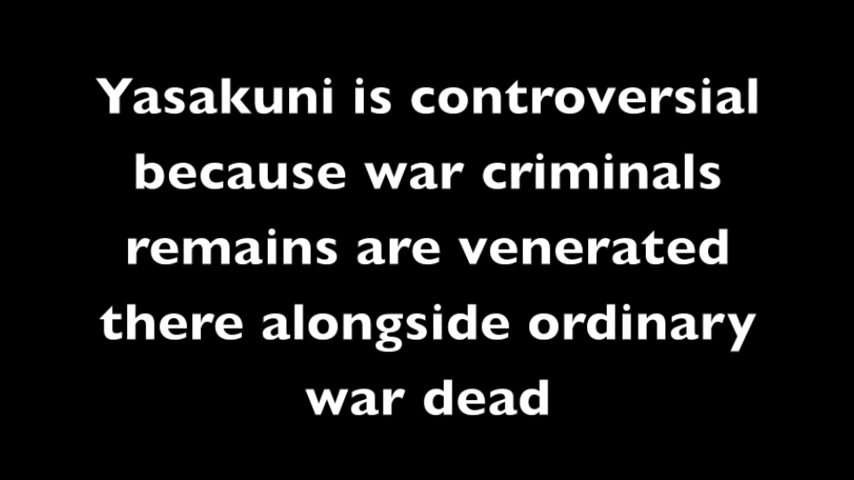 Yasakuni is controversial
because war criminals
remains are venerated
there alongside ordinary
war dead